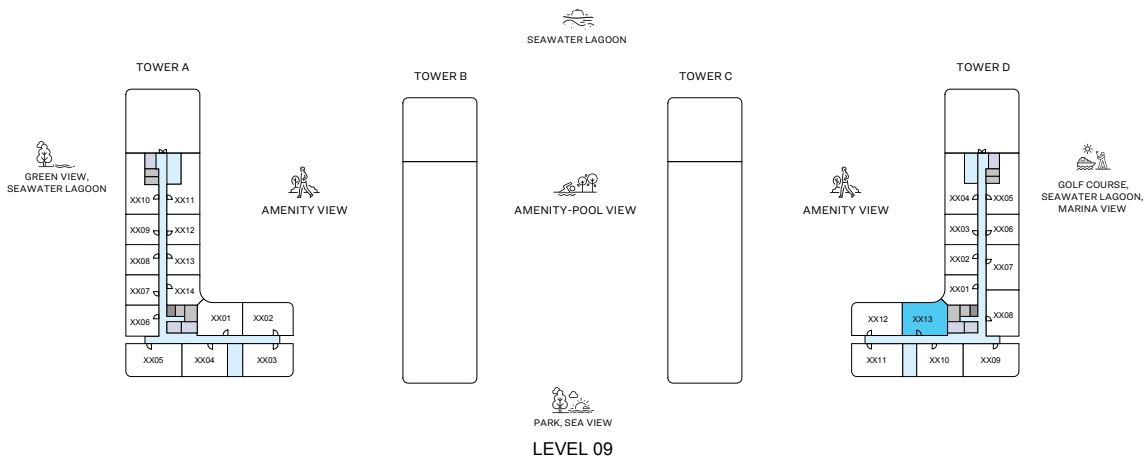 SEAWATER LAGOON
TOWER A
TOWER B
TOWER C
TOWER D
GREEN VIEW,
SEAWATER LAGOON
AMENITY VIEW
AMENITY-POOL VIEW
AMENITY VIEW
GOLF COURSE,
SEAWATER LAGOON,
MARINA VIEW
XX10 XX11
XX09 XX12
XX08 XX13
XX07 XX14
XX06 XX01 XX02
XX05 XX04 XX03
XX04 XX05
XX03 XX06
XX02 XX07
XX01
XX12 XX13 XX08
XX11 XX10 XX09
PARK, SEA VIEW
LEVEL 09